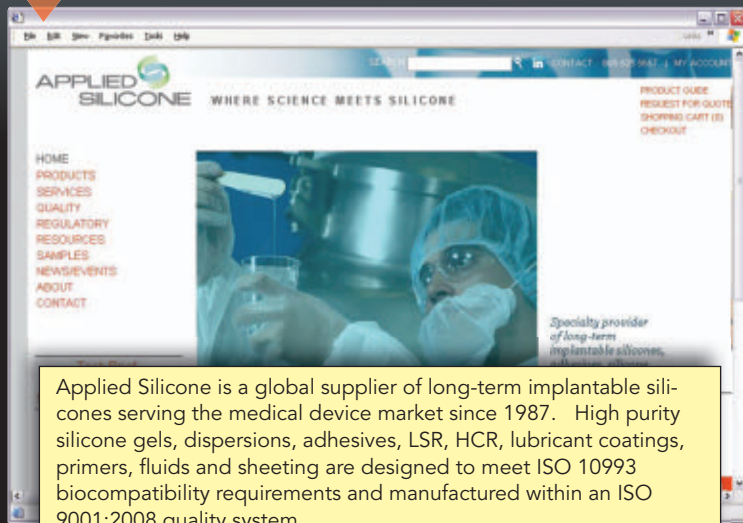 File Edit View Favorites Tools Help
Links
SEARCH
in CONTACT
MY ACCOUNT
APPLIED
SILICONE
WHERE SCIENCE MEETS SILICONE
PRODUCT GUIDE
REQUEST FOR QUOTE
SHOPPING CART (0)
CHECKOUT
HOME
PRODUCTS
SERVICES
QUALITY
REGULATORY
RESOURCES
SAMPLES
NEWS/EVENTS
ABOUT
CONTACT
Specialty provider
of long-term
implantable silicones,
Applied Silicone is a global supplier of long-term implantable sili-
cones serving the medical device market since 1987. High purity
silicone gels, dispersions, adhesives, LSR, HCR, lubricant coatings,
primers, fluids and sheeting are designed to meet ISO 10993
biocompatibility requirements and manufactured within an ISO
9001:2008 quality system